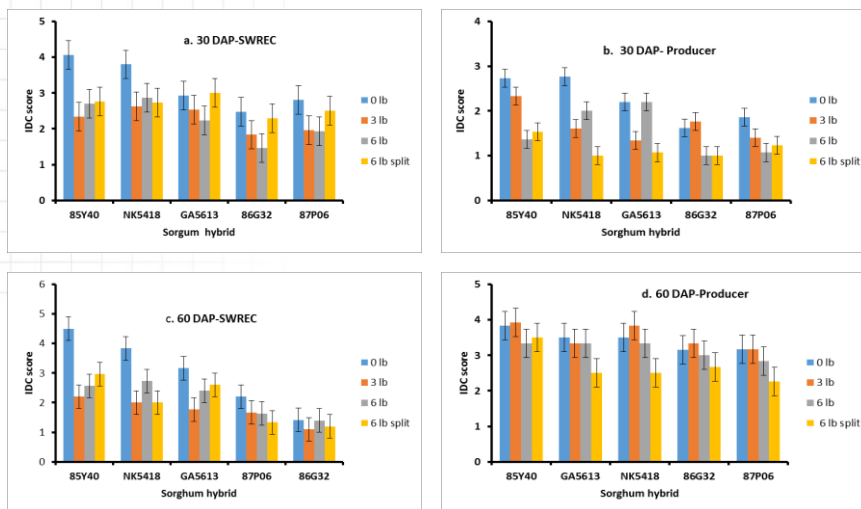 a. 30 DAP-SWREC
IDC score
5
4
3
2
1
0
85Y40 NK5418 GA5613 86G32 87P06
Sorgum hybrid
0 lb
3 lb
6 lb
6 lb split
b. 30 DAP- Producer
IDC score
4
3
2
1
0
85Y40 NK5418 GA5613 86G32 87P06
Sorghum hybrid
0 lb
3 lb
6 lb
6 lb split
c. 60 DAP-SWREC
IDC score
6
5
4
3
2
1
0
85Y40 NK5418 GA5613 87P06 86G32
Sorghum hybrid
0 lb
3 lb
6 lb
6 lb split
d. 60 DAP-Producer
IDC score
5
4
3
2
1
0
85Y40 GA5613 NK5418 86G32 87P06
Sorghum hybrid
0 lb
3 lb
6 lb
6 lb split